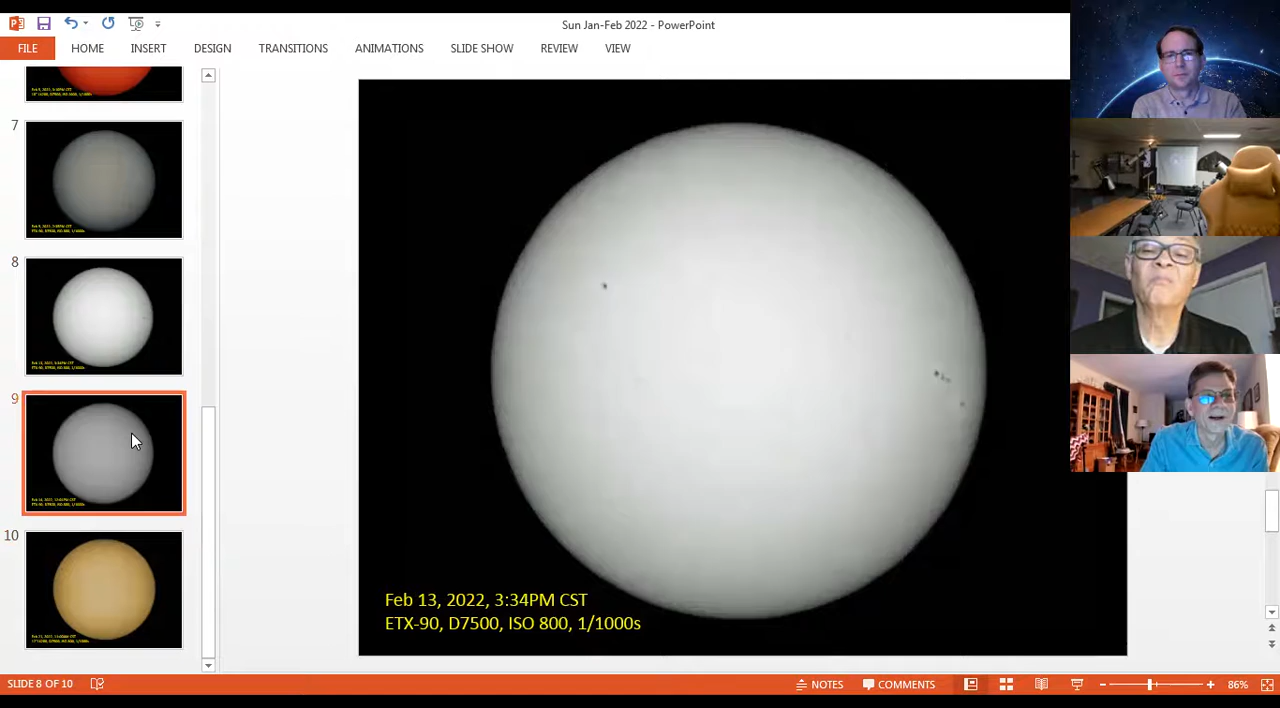 Sun Jan-Feb 2022 - PowerPoint
FILE HOME INSERT DESIGN TRANSITIONS ANIMATIONS SLIDE SHOW REVIEW VIEW
7
8
9
10
Feb 13, 2022, 3:34PM CST
ETX-90, D7500, ISO 800, 1/1000s
SLIDE 8 OF 10 NOTES COMMENTS 86%